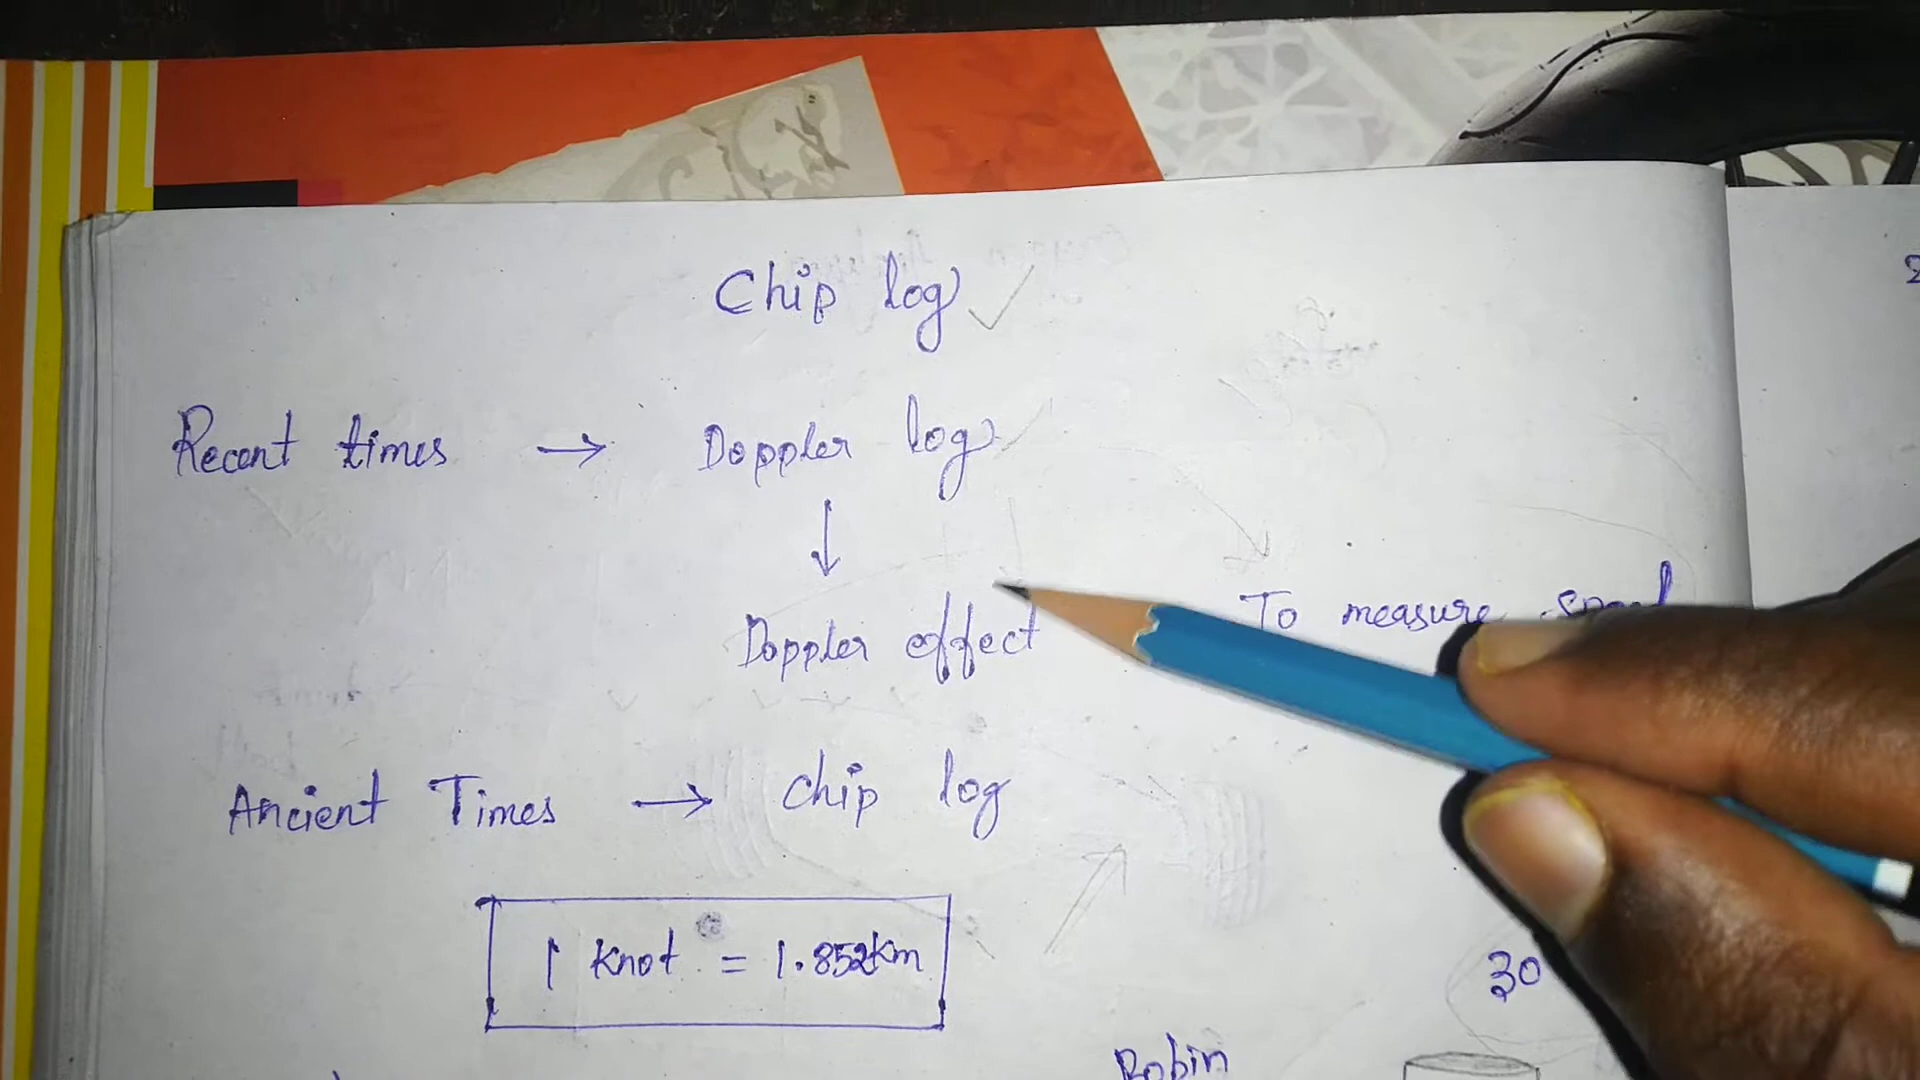 Chip log
Recent times → Doppler log
↓
Doppler effect
To measure
Ancient Times → chip log
1 Knot = 1.852km
30
Robin